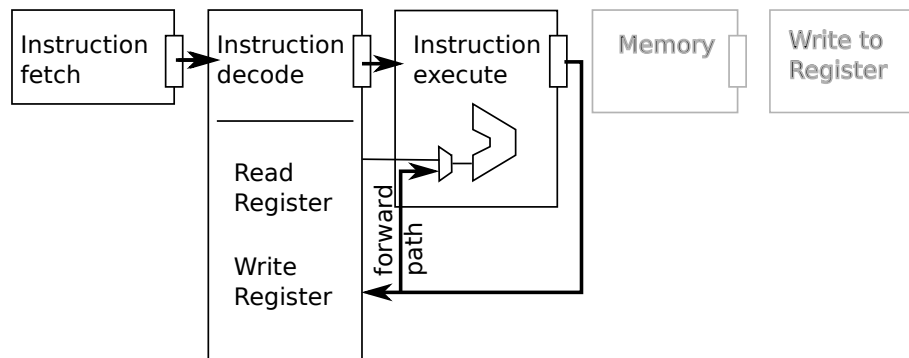 Instruction
fetch
Instruction
decode
Instruction
execute
Memory
Write to
Register
Read
Register
Write
Register
forward
path